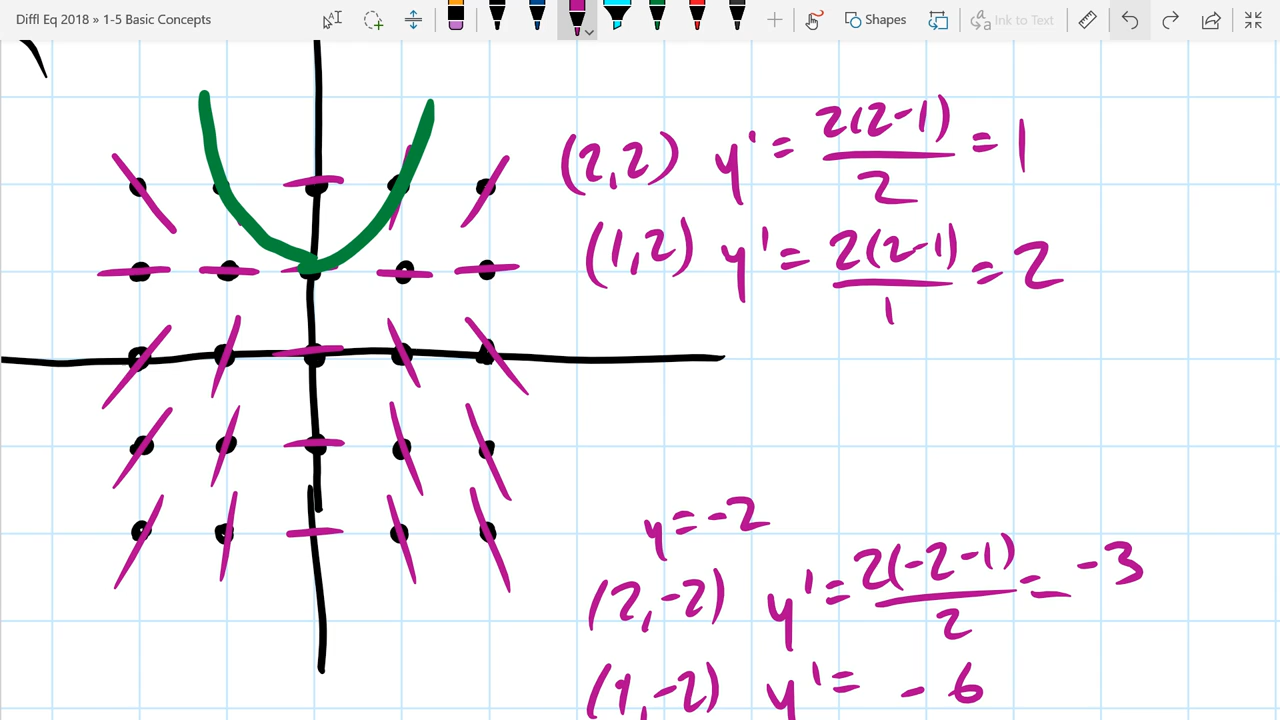 Diffl Eq 2018 » 1-5 Basic Concepts
Shapes
Ink to Text
(2,2) y' = 2(2-1)/2 = 1
(1,2) y' = 2(2-1)/1 = 2
y = -2
(2,-2) y' = 2(-2-1)/2 = -3
(1,-2) y' = -6